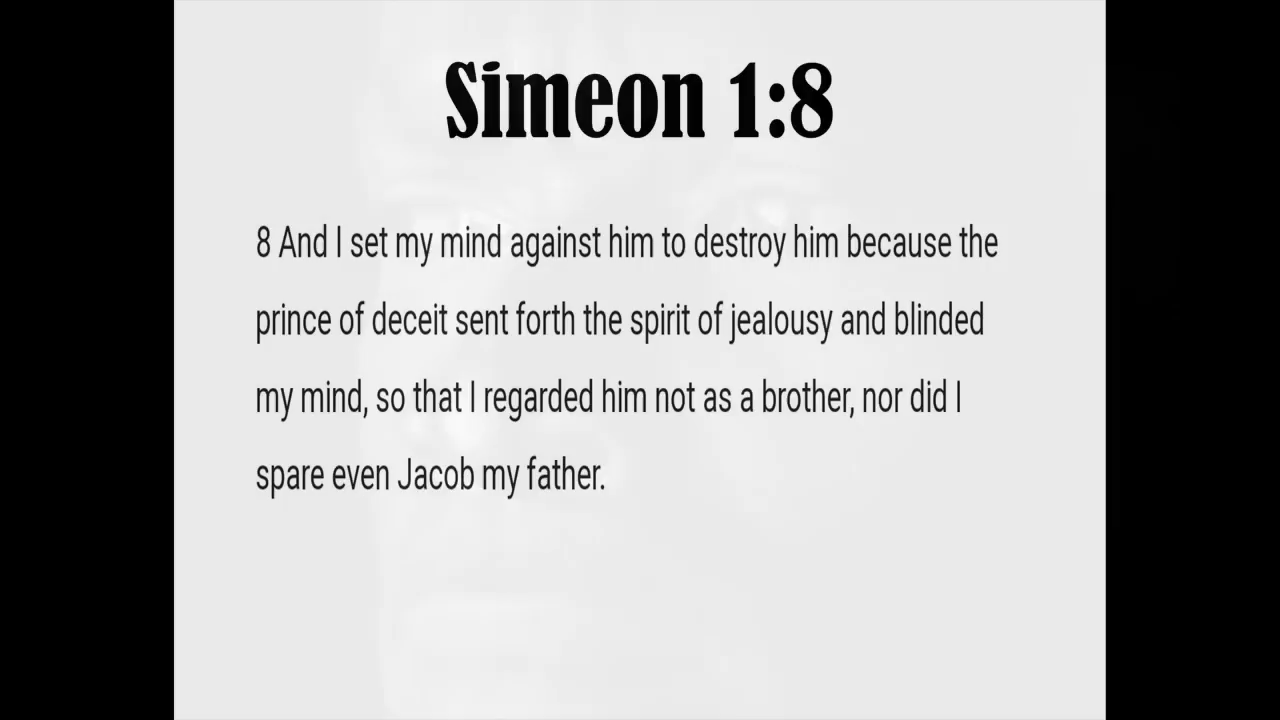 Simeon 1:8
8 And I set my mind against him to destroy him because the
prince of deceit sent forth the spirit of jealousy and blinded
my mind, so that I regarded him not as a brother, nor did I
spare even Jacob my father.